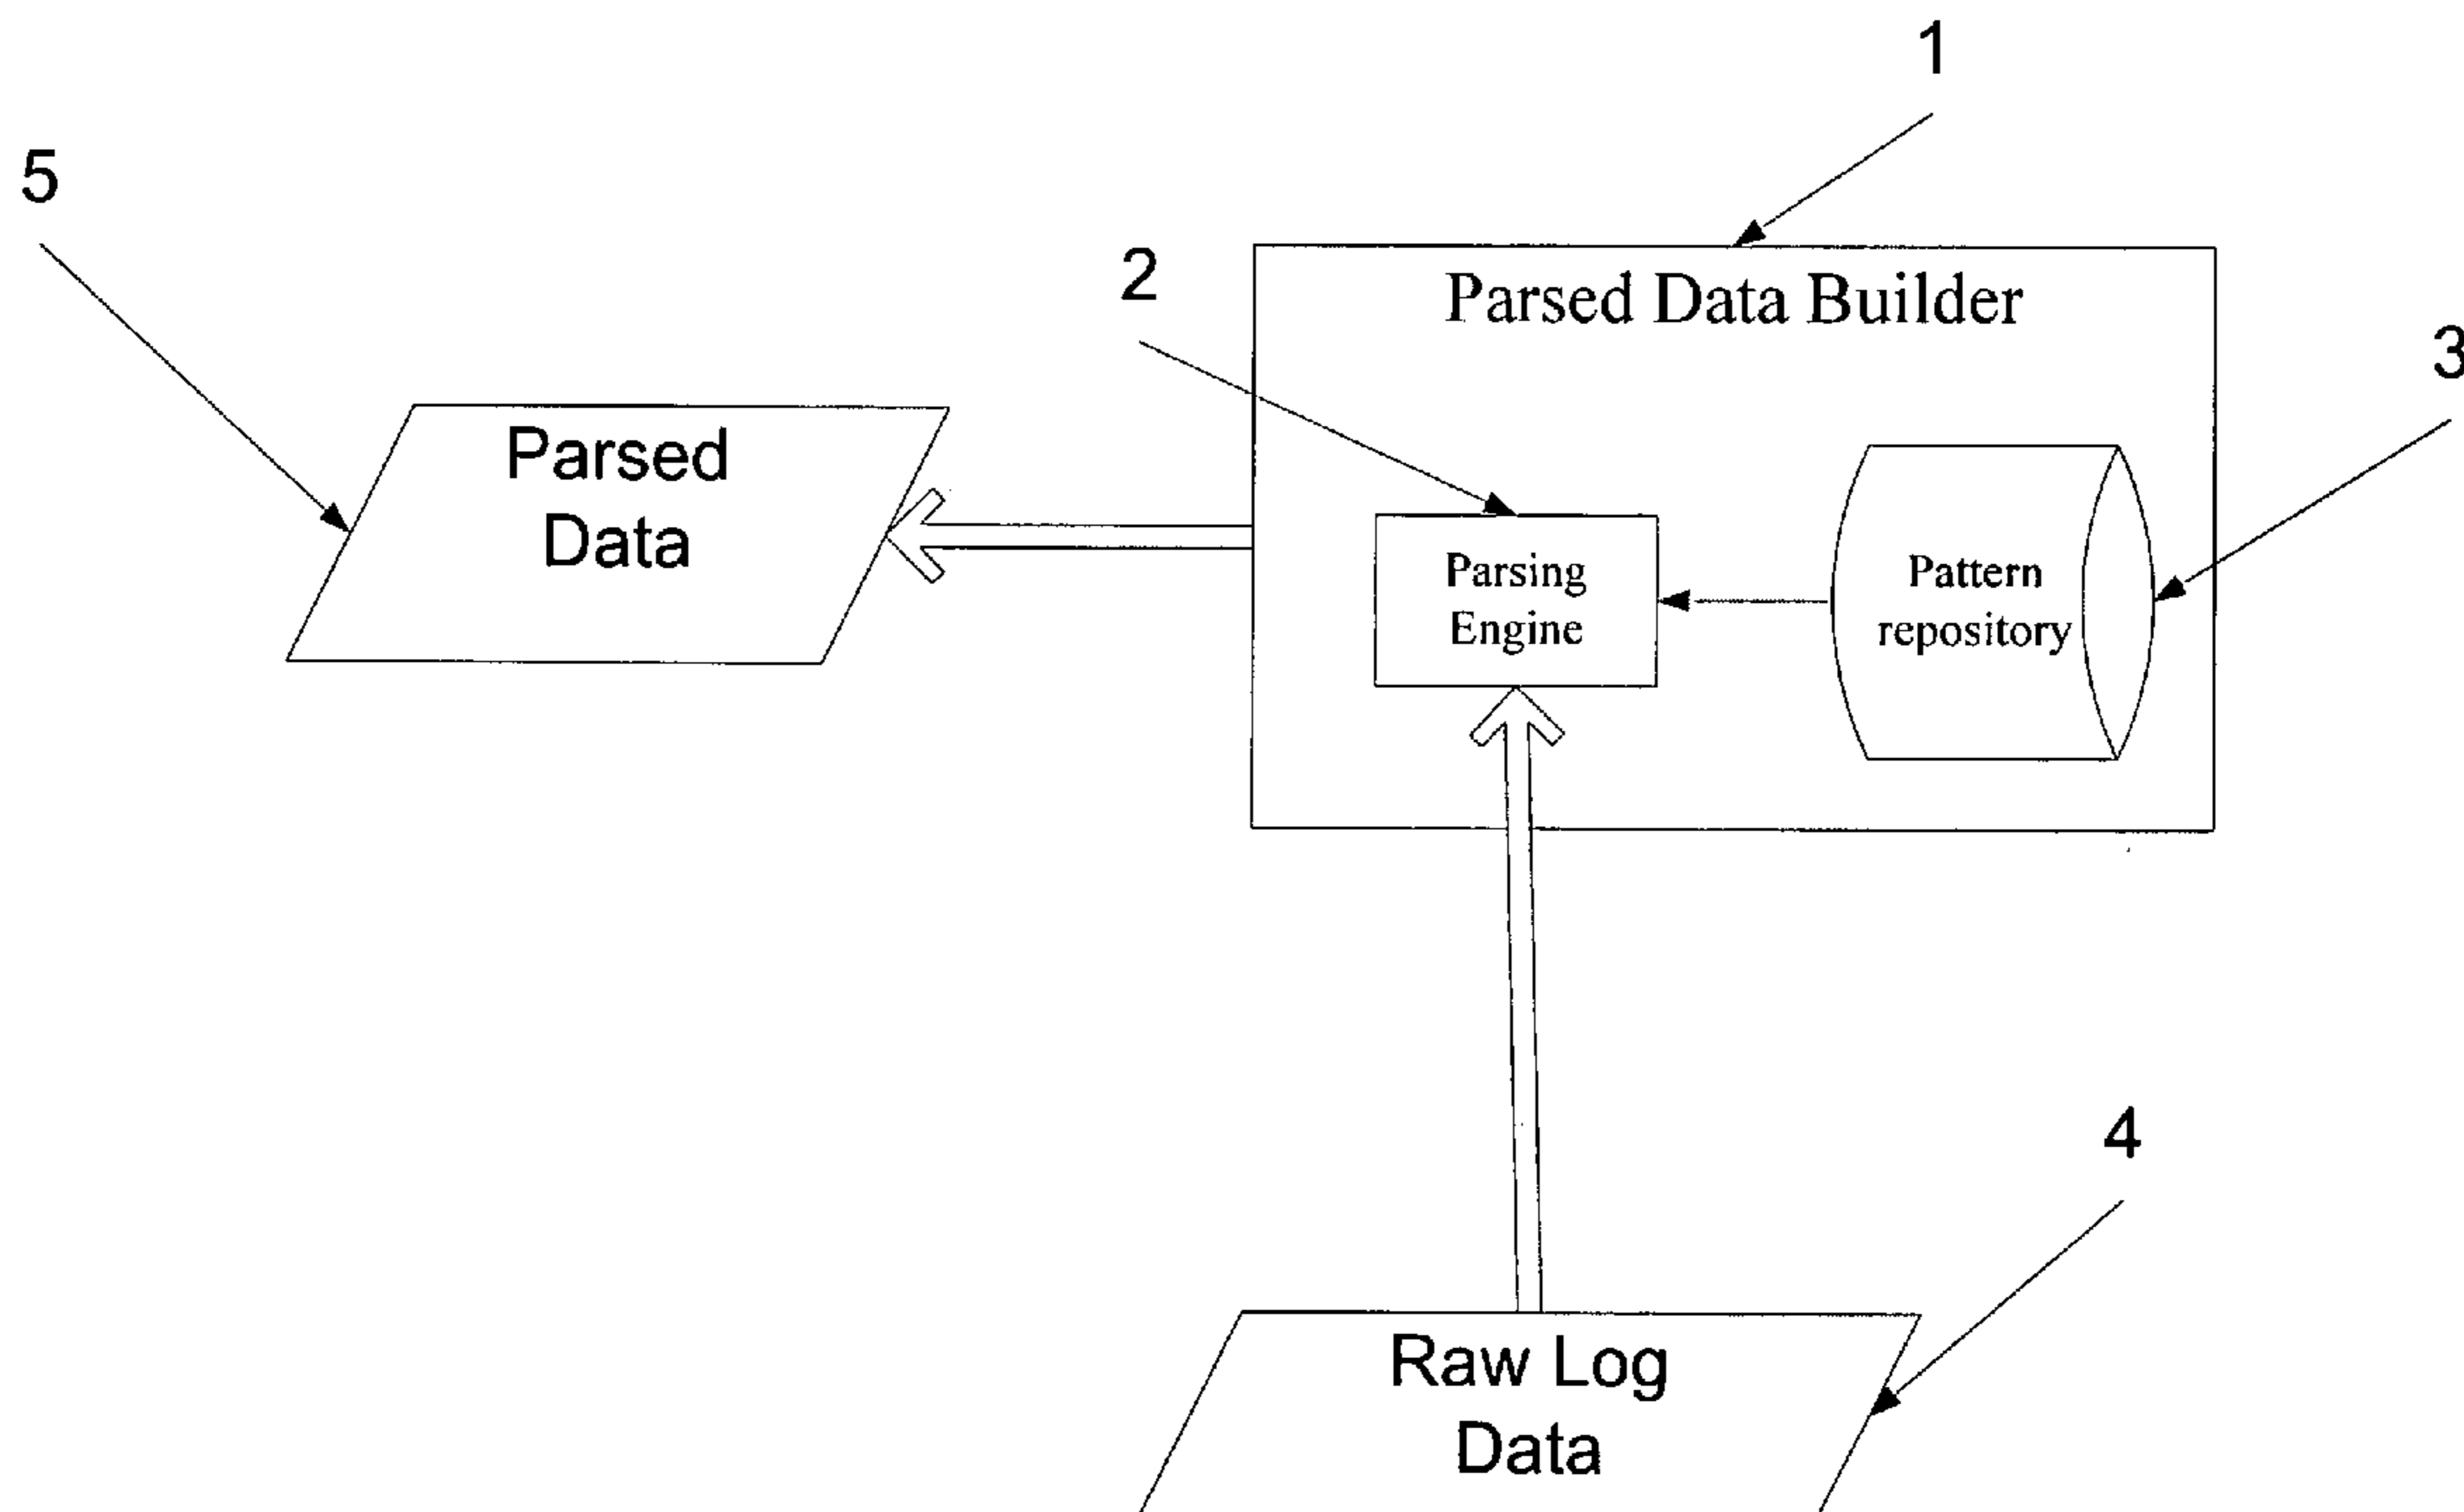 1
5
2
Parsed Data Builder
3
Parsed
Data
Parsing
Engine
Pattern
repository
4
Raw Log
Data